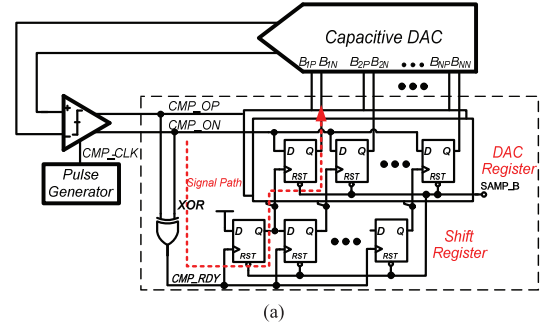 Capacitive DAC
B1P B1N B2P B2N ••• BNP BNN
•••
CMP_OP
CMP_ON
CMP_CLK
Pulse
Generator
D Q D Q D Q
RST RST RST
•••
DAC
Register
SAMP_B
Signal Path
XOR
D Q D Q ••• D Q
RST RST RST
Shift
Register
CMP_RDY
(a)